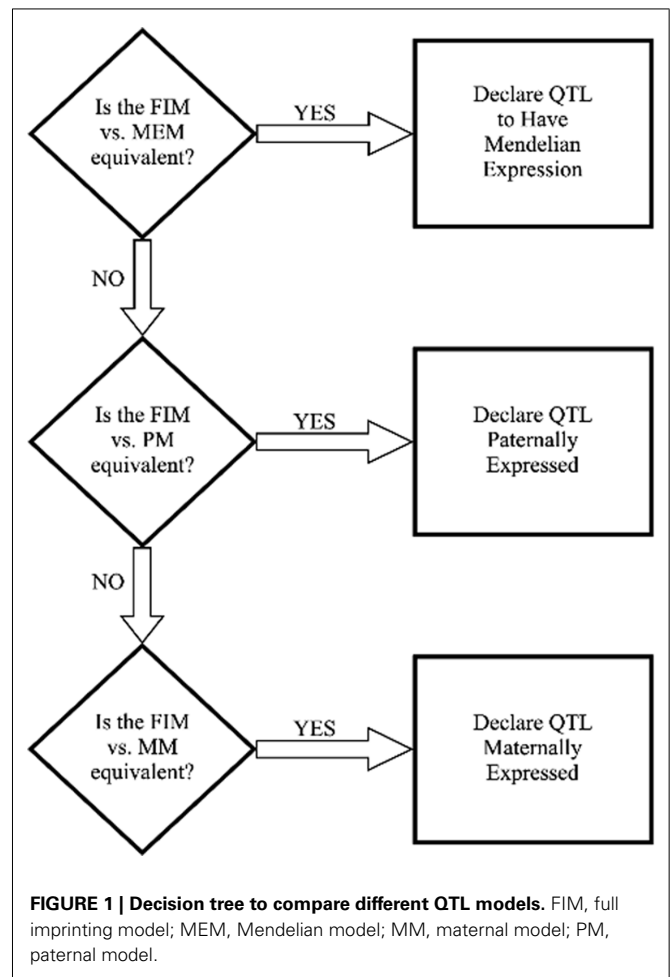 Is the FIM
vs. MEM
equivalent?
YES
Declare QTL
to Have
Mendelian
Expression
NO
Is the FIM
vs. PM
equivalent?
YES
Declare QTL
Paternally
Expressed
NO
Is the FIM
vs. MM
equivalent?
YES
Declare QTL
Maternally
Expressed
FIGURE 1 | Decision tree to compare different QTL models. FIM, full
imprinting model; MEM, Mendelian model; MM, maternal model; PM,
paternal model.